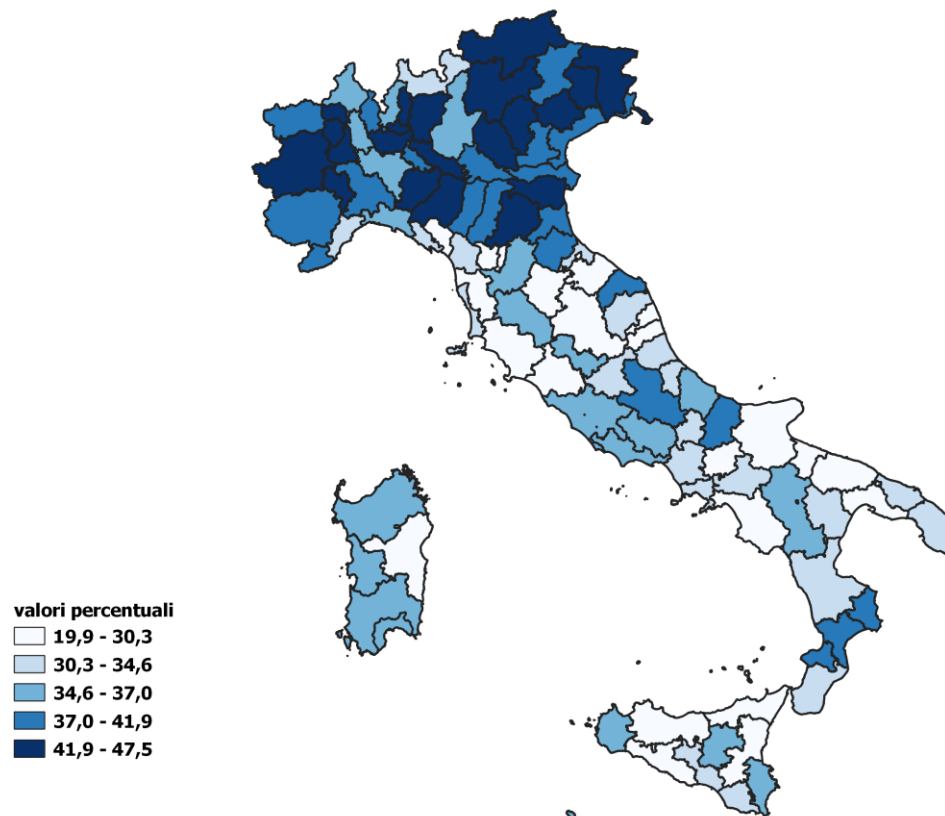 valori percentuali
19,9 - 30,3
30,3 - 34,6
34,6 - 37,0
37,0 - 41,9
41,9 - 47,5